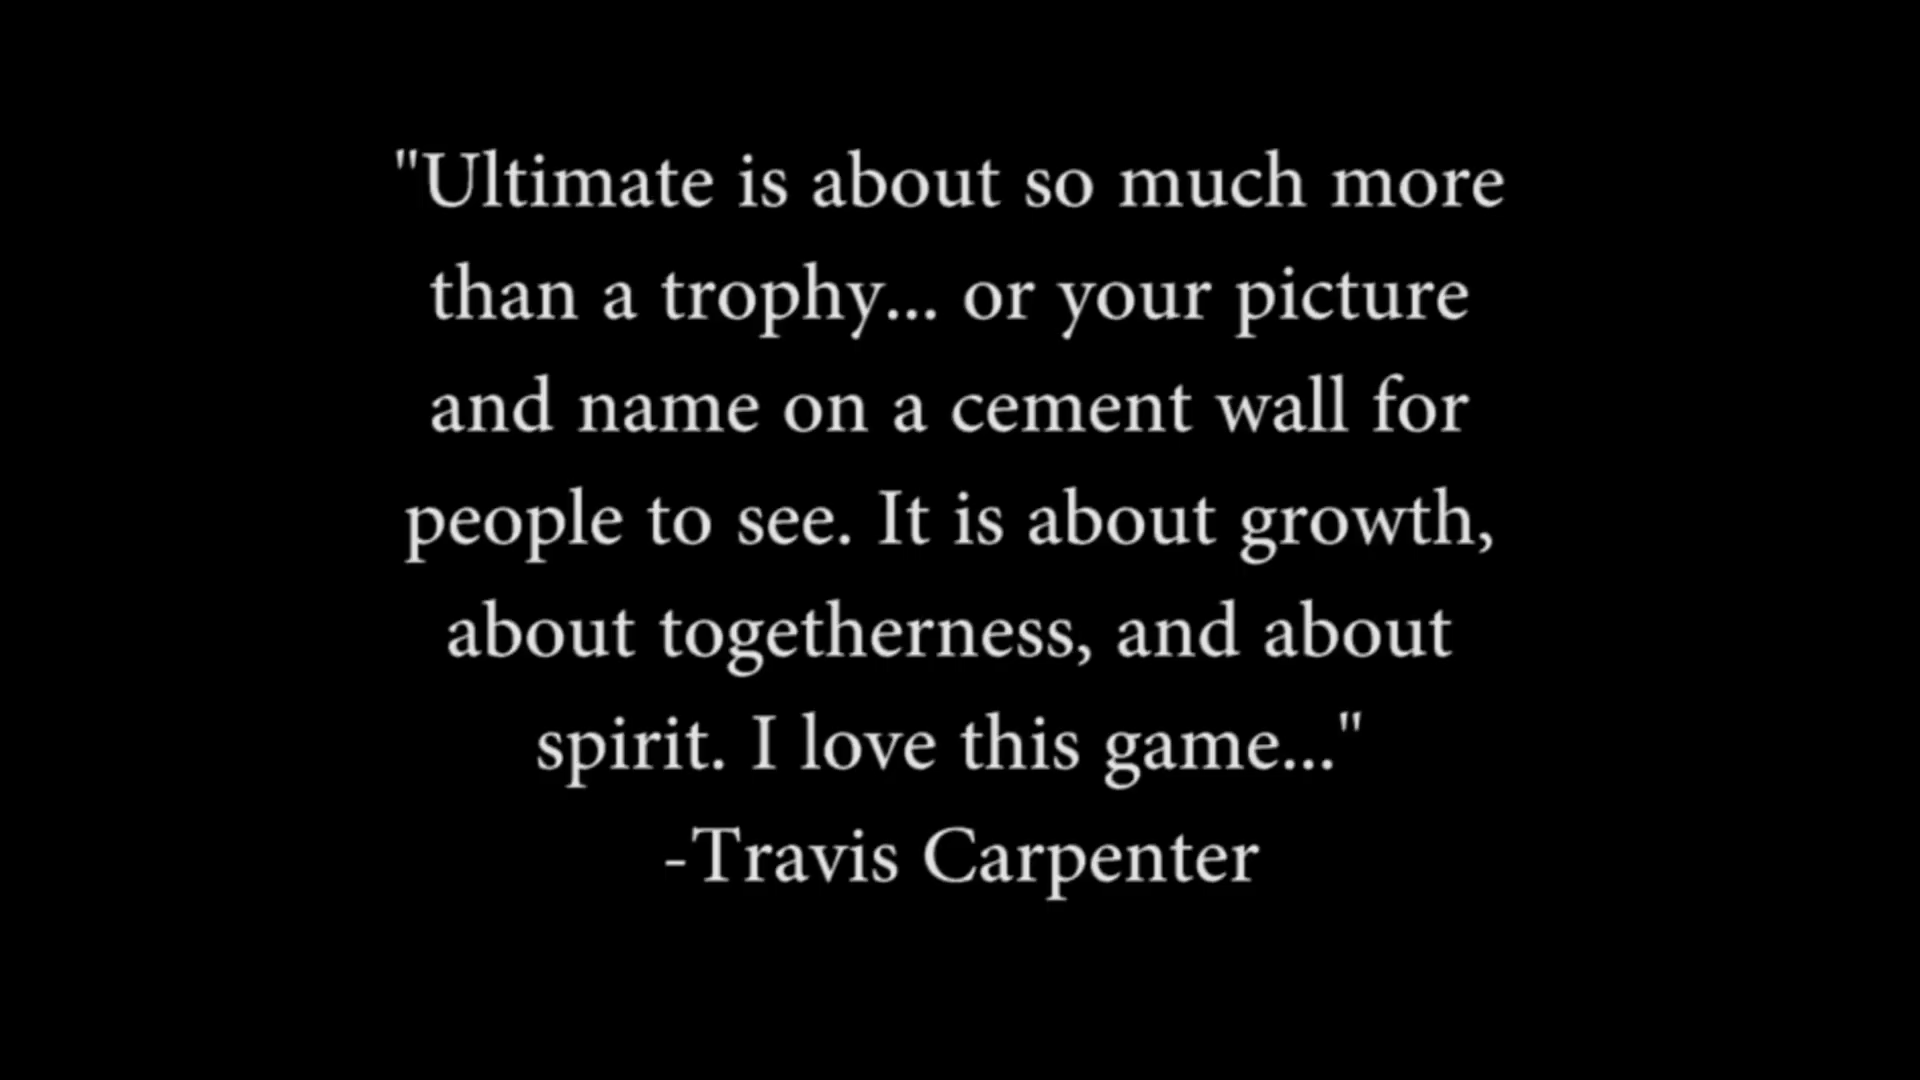 "Ultimate is about so much more
than a trophy... or your picture
and name on a cement wall for
people to see. It is about growth,
about togetherness, and about
spirit. I love this game..."
-Travis Carpenter